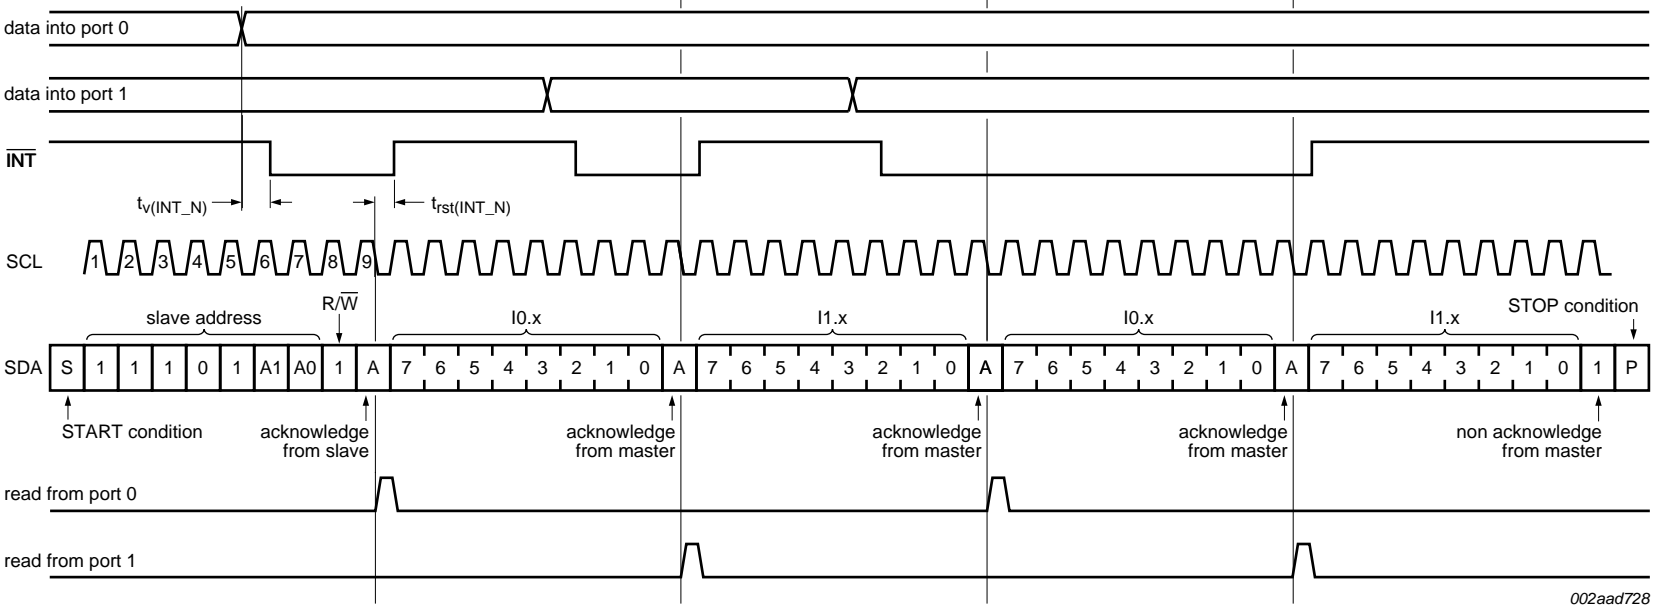 data into port 0
data into port 1
INT
tv(INT_N) trst(INT_N)
SCL 1 2 3 4 5 6 7 8 9
R/W
slave address I0.x I1.x I0.x I1.x STOP condition
SDA S 1 1 1 0 1 A1 A0 1 A 7 6 5 4 3 2 1 0 A 7 6 5 4 3 2 1 0 A 7 6 5 4 3 2 1 0 A 7 6 5 4 3 2 1 0 1 P
START condition acknowledge acknowledge acknowledge acknowledge non acknowledge
from slave from master from master from master from master
read from port 0
read from port 1
002aad728